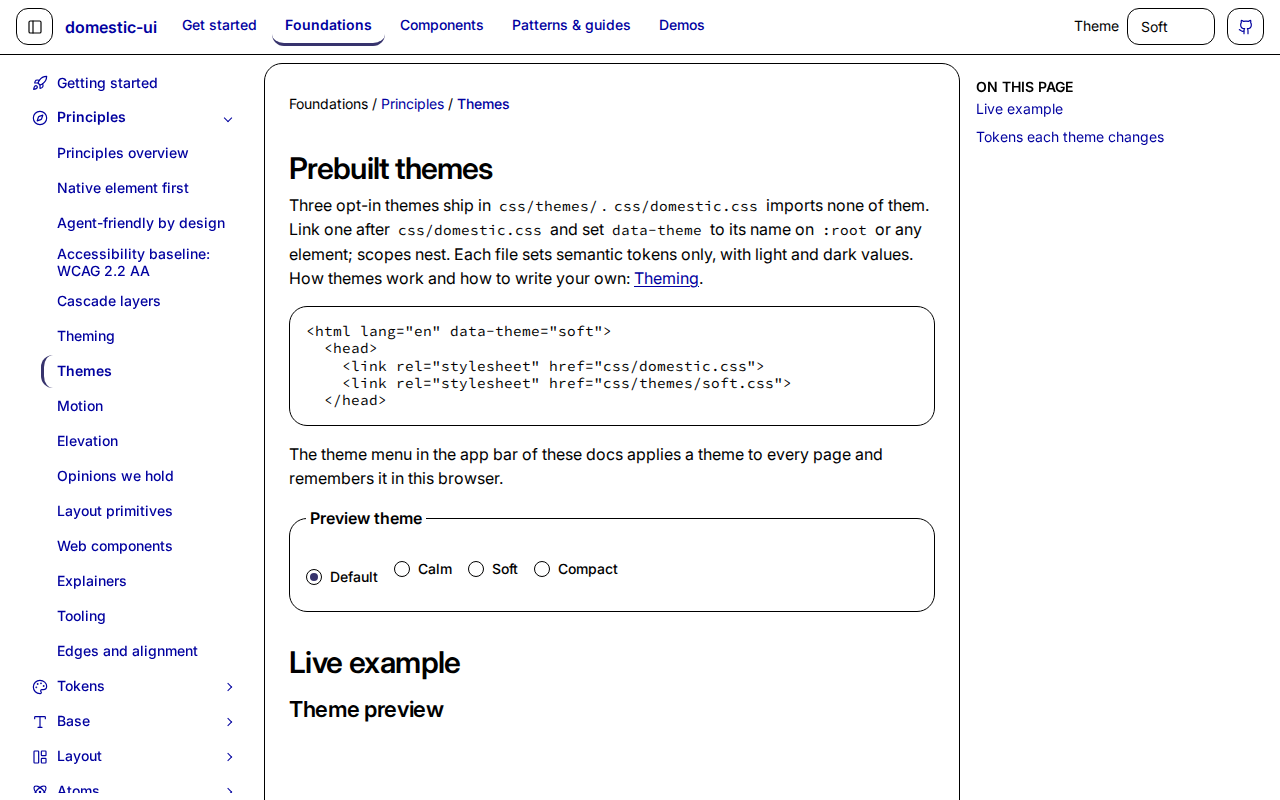 domestic-ui
Get started
Foundations
Components
Patterns & guides
Demos
Theme
Soft
Getting started
Principles
Principles overview
Native element first
Agent-friendly by design
Accessibility baseline:
WCAG 2.2 AA
Cascade layers
Theming
Themes
Motion
Elevation
Opinions we hold
Layout primitives
Web components
Explainers
Tooling
Edges and alignment
Tokens
Base
Layout
Atoms
Foundations / Principles / Themes
Prebuilt themes
Three opt-in themes ship in css/themes/. css/domestic.css imports none of them.
Link one after css/domestic.css and set data-theme to its name on :root or any
element; scopes nest. Each file sets semantic tokens only, with light and dark values.
How themes work and how to write your own: Theming.
<html lang="en" data-theme="soft">
  <head>
    <link rel="stylesheet" href="css/domestic.css">
    <link rel="stylesheet" href="css/themes/soft.css">
  </head>
The theme menu in the app bar of these docs applies a theme to every page and
remembers it in this browser.
Preview theme
Default
Calm
Soft
Compact
Live example
Theme preview
ON THIS PAGE
Live example
Tokens each theme changes